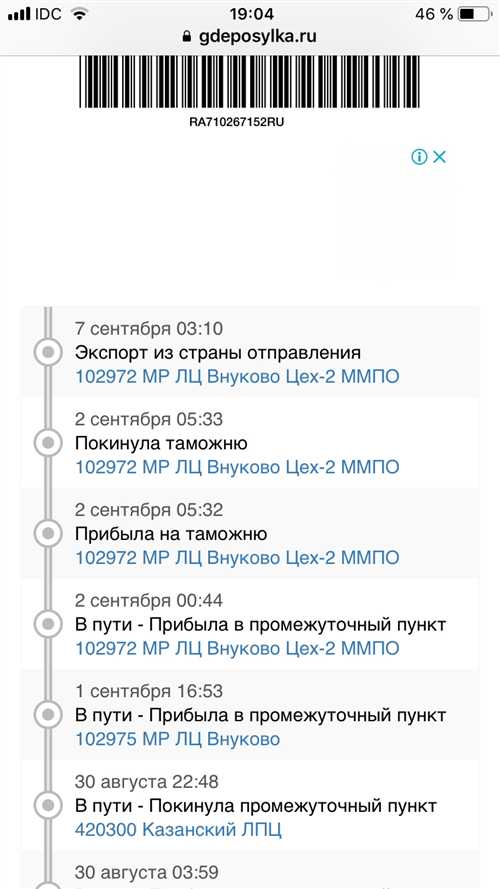 IDC 19:04 46 %
gdeposylka.ru
RA710267152RU
7 сентября 03:10
Экспорт из страны отправления
102972 МР ЛЦ Внуково Цех-2 ММПО
2 сентября 05:33
Покинула таможню
102972 МР ЛЦ Внуково Цех-2 ММПО
2 сентября 05:32
Прибыла на таможню
102972 МР ЛЦ Внуково Цех-2 ММПО
2 сентября 00:44
В пути - Прибыла в промежуточный пункт
102972 МР ЛЦ Внуково Цех-2 ММПО
1 сентября 16:53
В пути - Прибыла в промежуточный пункт
102975 МР ЛЦ Внуково
30 августа 22:48
В пути - Покинула промежуточный пункт
420300 Казанский ЛПЦ
30 августа 03:59